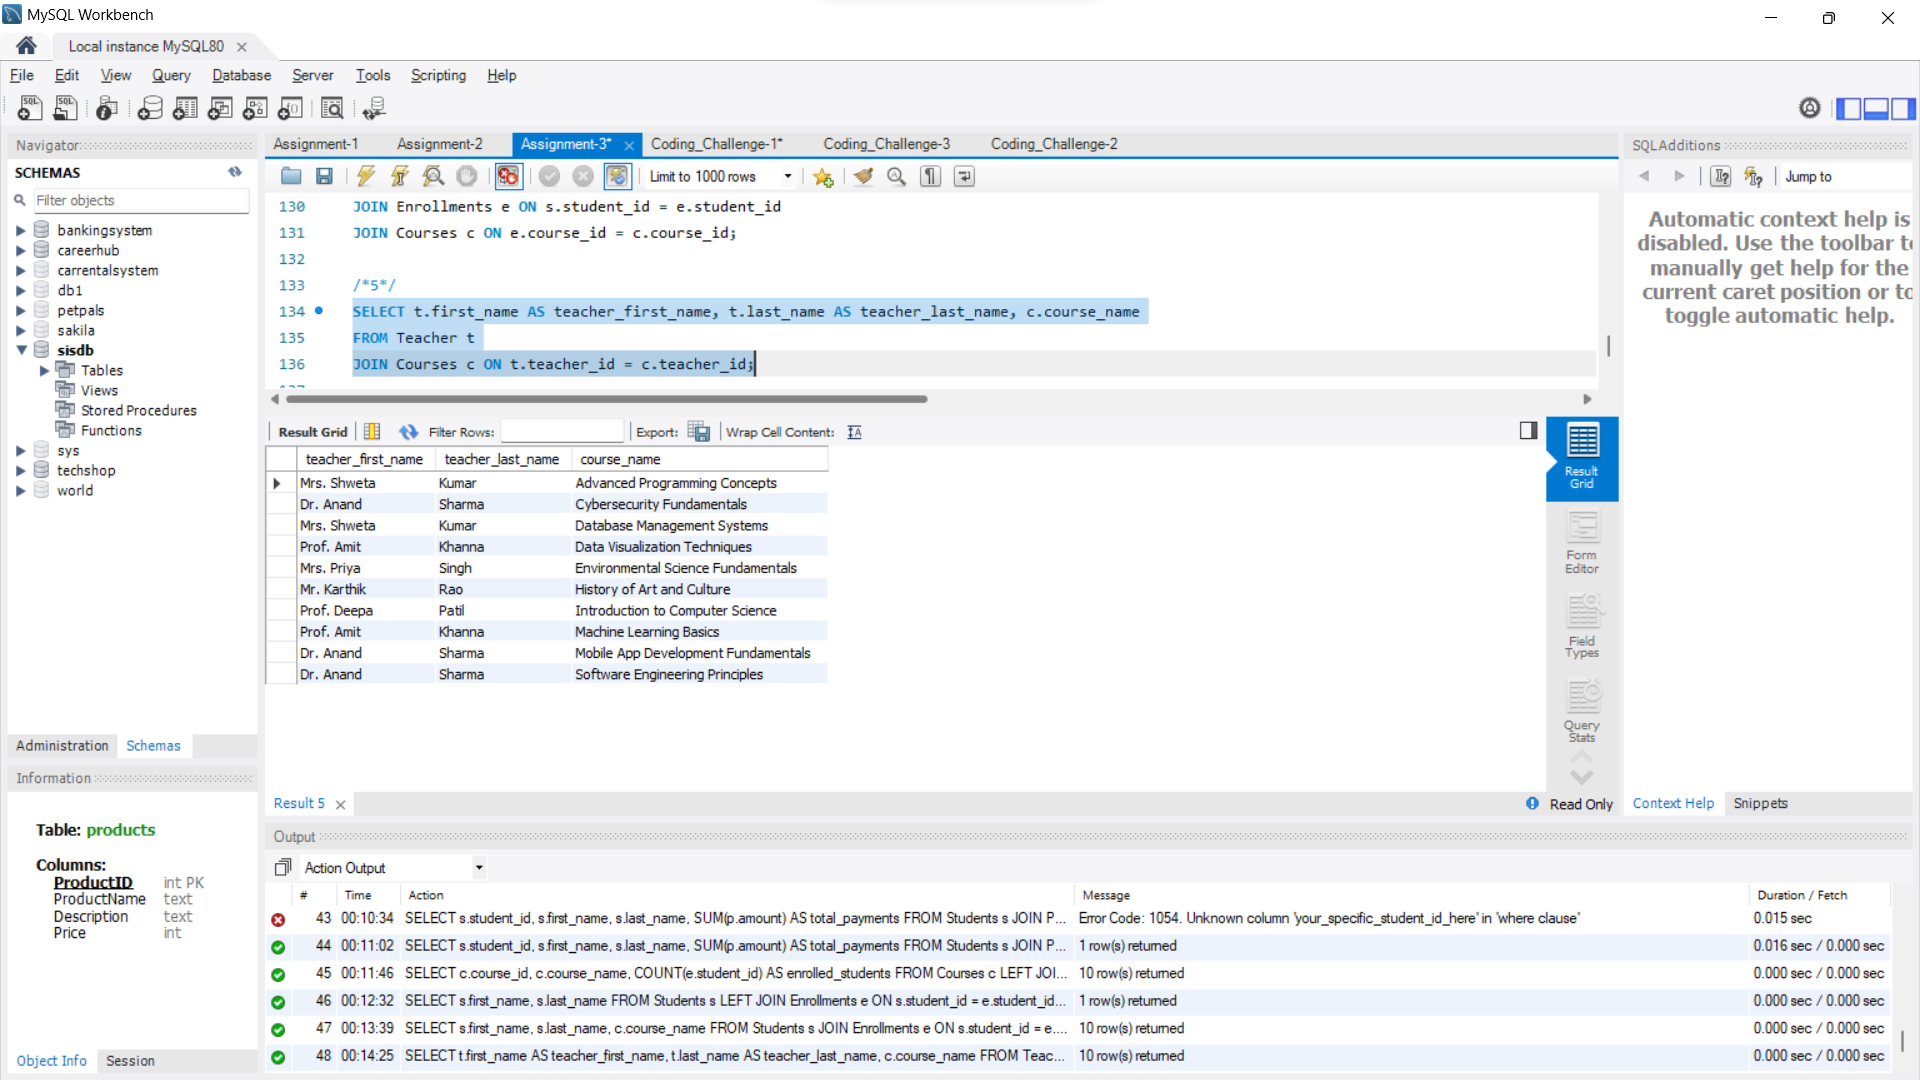 MySQL Workbench
Local instance MySQL80
File Edit View Query Database Server Tools Scripting Help
Navigator
SCHEMAS
Filter objects
bankingsystem
careerhub
carrentalsystem
db1
petpals
sakila
sisdb
Tables
Views
Stored Procedures
Functions
sys
techshop
world
Administration Schemas
Information
Table: products
Columns:
ProductID int PK
ProductName text
Description text
Price int
Object Info Session
Assignment-1 Assignment-2 Assignment-3* Coding_Challenge-1* Coding_Challenge-3 Coding_Challenge-2
Limit to 1000 rows
130 JOIN Enrollments e ON s.student_id = e.student_id
131 JOIN Courses c ON e.course_id = c.course_id;
132
133 /*5*/
134 SELECT t.first_name AS teacher_first_name, t.last_name AS teacher_last_name, c.course_name
135 FROM Teacher t
136 JOIN Courses c ON t.teacher_id = c.teacher_id;
137
Result Grid Filter Rows: Export: Wrap Cell Content:
teacher_first_name teacher_last_name course_name
Mrs. Shweta Kumar Advanced Programming Concepts
Dr. Anand Sharma Cybersecurity Fundamentals
Mrs. Shweta Kumar Database Management Systems
Prof. Amit Khanna Data Visualization Techniques
Mrs. Priya Singh Environmental Science Fundamentals
Mr. Karthik Rao History of Art and Culture
Prof. Deepa Patil Introduction to Computer Science
Prof. Amit Khanna Machine Learning Basics
Dr. Anand Sharma Mobile App Development Fundamentals
Dr. Anand Sharma Software Engineering Principles
Result
Grid
Form
Editor
Field
Types
Query
Stats
Result 5
Read Only
SQLAdditions
Jump to
Automatic context help is
disabled. Use the toolbar to
manually get help for the
current caret position or to
toggle automatic help.
Context Help Snippets
Output
Action Output
# Time Action Message Duration / Fetch
43 00:10:34 SELECT s.student_id, s.first_name, s.last_name, SUM(p.amount) AS total_payments FROM Students s JOIN P... Error Code: 1054. Unknown column 'your_specific_student_id_here' in 'where clause' 0.015 sec
44 00:11:02 SELECT s.student_id, s.first_name, s.last_name, SUM(p.amount) AS total_payments FROM Students s JOIN P... 1 row(s) returned 0.016 sec / 0.000 sec
45 00:11:46 SELECT c.course_id, c.course_name, COUNT(e.student_id) AS enrolled_students FROM Courses c LEFT JOI... 10 row(s) returned 0.000 sec / 0.000 sec
46 00:12:32 SELECT s.first_name, s.last_name FROM Students s LEFT JOIN Enrollments e ON s.student_id = e.student_id... 1 row(s) returned 0.000 sec / 0.000 sec
47 00:13:39 SELECT s.first_name, s.last_name, c.course_name FROM Students s JOIN Enrollments e ON s.student_id = e.... 10 row(s) returned 0.000 sec / 0.000 sec
48 00:14:25 SELECT t.first_name AS teacher_first_name, t.last_name AS teacher_last_name, c.course_name FROM Teac... 10 row(s) returned 0.000 sec / 0.000 sec